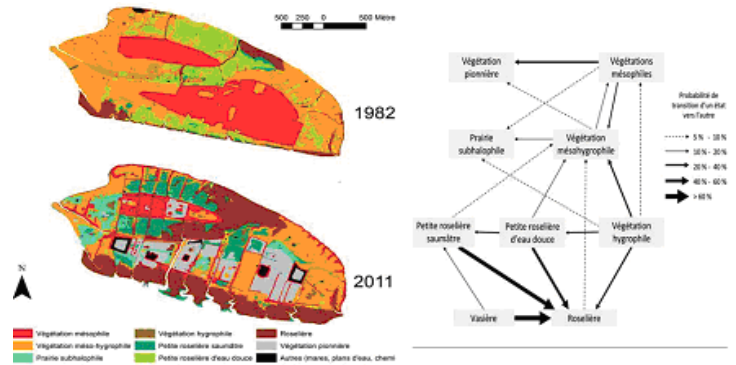 500 250 0 500 Mètre
1982
2011
N
Végétation mésophile
Végétation méso-hygrophile
Prairie subhalophile
Végétation hygrophile
Petite roselière saumâtre
Petite roselière d'eau douce
Roselière
Végétation pionnière
Autres (mares, plans d'eau, chemi
Végétation
pionnière
Végétations
mésophiles
Prairie
subhalophile
Végétation
mésohygrophile
Petite roselière
saumâtre
Petite roselière
d'eau douce
Végétation
hygrophile
Vasière
Roselière
Probabilité de
transition d'un état
vers l'autre
5 % - 10 %
10 % - 20 %
20 % - 40 %
40 % - 60 %
> 60 %